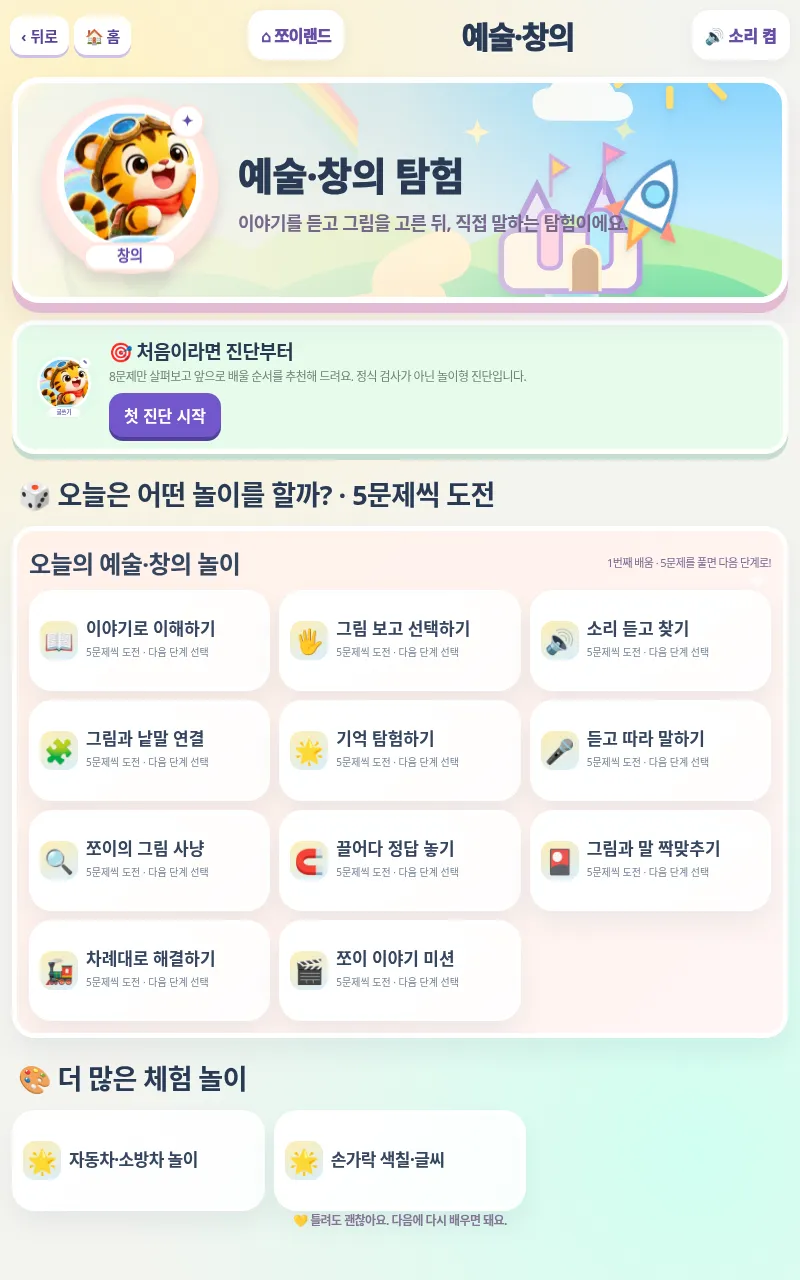 ‹ 뒤로
🏠 홈
⌂ 쪼이랜드
예술·창의
🔊 소리 켬
창의
예술·창의 탐험
이야기를 듣고 그림을 고른 뒤, 직접 말하는 탐험이에요.
글쓰기
🎯 처음이라면 진단부터
8문제만 살펴보고 앞으로 배울 순서를 추천해 드려요. 정식 검사가 아닌 놀이형 진단입니다.
첫 진단 시작
🎲 오늘은 어떤 놀이를 할까? · 5문제씩 도전
오늘의 예술·창의 놀이
1번째 배움 · 5문제를 풀면 다음 단계로!
이야기로 이해하기
5문제씩 도전 · 다음 단계 선택
그림 보고 선택하기
5문제씩 도전 · 다음 단계 선택
소리 듣고 찾기
5문제씩 도전 · 다음 단계 선택
그림과 낱말 연결
5문제씩 도전 · 다음 단계 선택
기억 탐험하기
5문제씩 도전 · 다음 단계 선택
듣고 따라 말하기
5문제씩 도전 · 다음 단계 선택
쪼이의 그림 사냥
5문제씩 도전 · 다음 단계 선택
끌어다 정답 놓기
5문제씩 도전 · 다음 단계 선택
그림과 말 짝맞추기
5문제씩 도전 · 다음 단계 선택
차례대로 해결하기
5문제씩 도전 · 다음 단계 선택
쪼이 이야기 미션
5문제씩 도전 · 다음 단계 선택
🎨 더 많은 체험 놀이
자동차·소방차 놀이
손가락 색칠·글씨
💛 틀려도 괜찮아요. 다음에 다시 배우면 돼요.